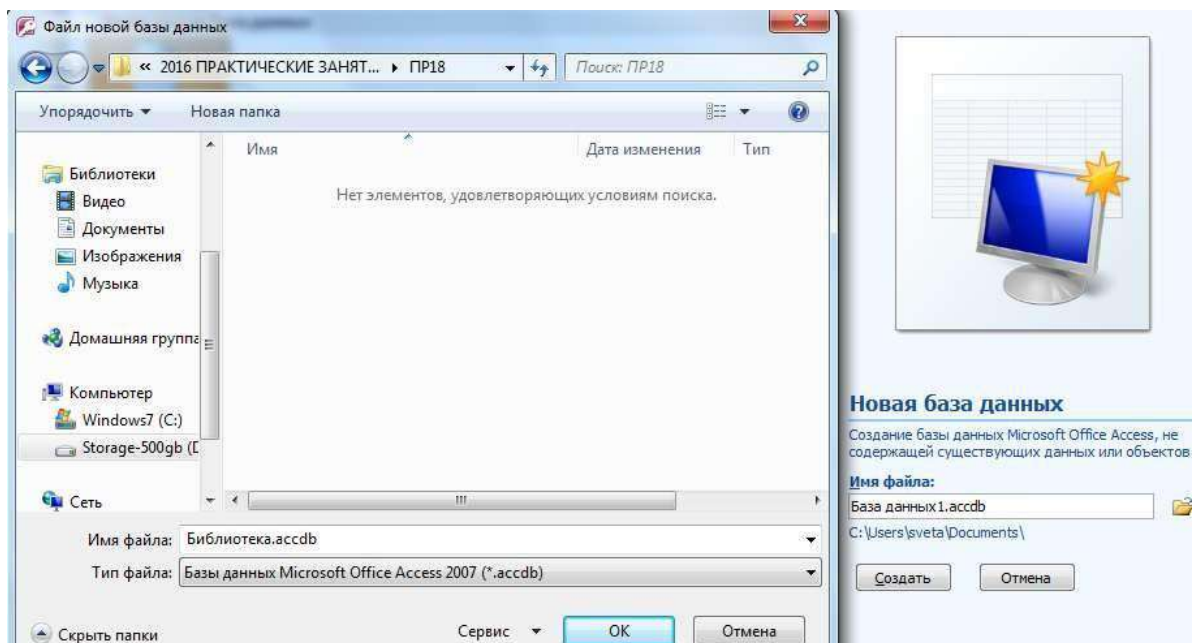 Файл новой базы данных
« 2016 ПРАКТИЧЕСКИЕ ЗАНЯТ... ▸ ПР18
Поиск: ПР18
Упорядочить
Новая папка
Имя
Дата изменения
Тип
Нет элементов, удовлетворяющих условиям поиска.
Библиотеки
Видео
Документы
Изображения
Музыка
Домашняя группа
Компьютер
Windows7 (C:)
Storage-500gb (D
Сеть
Имя файла: Библиотека.accdb
Тип файла: Базы данных Microsoft Office Access 2007 (*.accdb)
Скрыть папки
Сервис
OK
Отмена
Новая база данных
Создание базы данных Microsoft Office Access, не
содержащей существующих данных или объектов
Имя файла:
База данных1.accdb
C:\Users\sveta\Documents\
Создать
Отмена